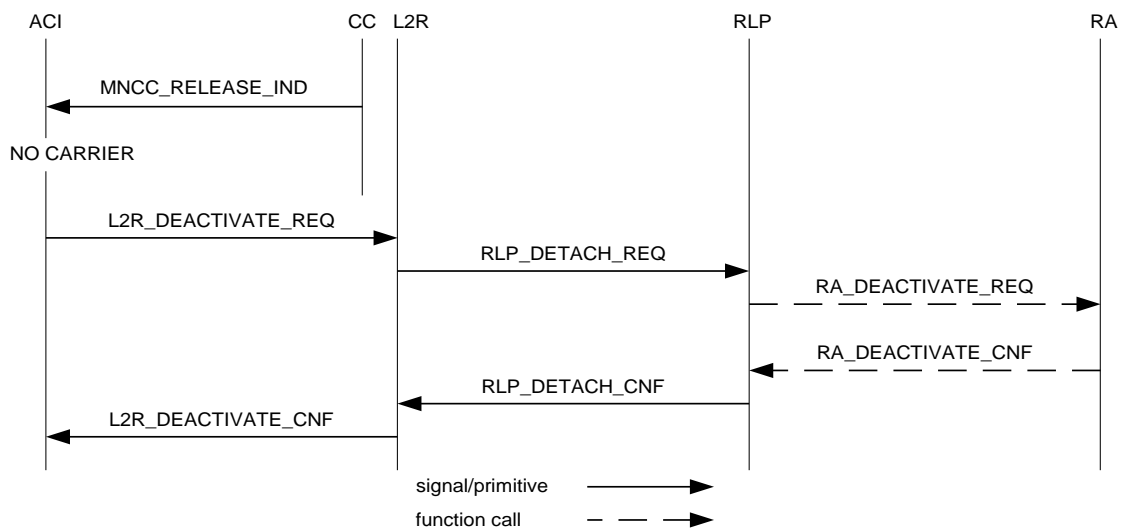 ACI CC L2R RLP RA
MNCC_RELEASE_IND
NO CARRIER
L2R_DEACTIVATE_REQ
RLP_DETACH_REQ
RA_DEACTIVATE_REQ
RA_DEACTIVATE_CNF
RLP_DETACH_CNF
L2R_DEACTIVATE_CNF
signal/primitive
function call